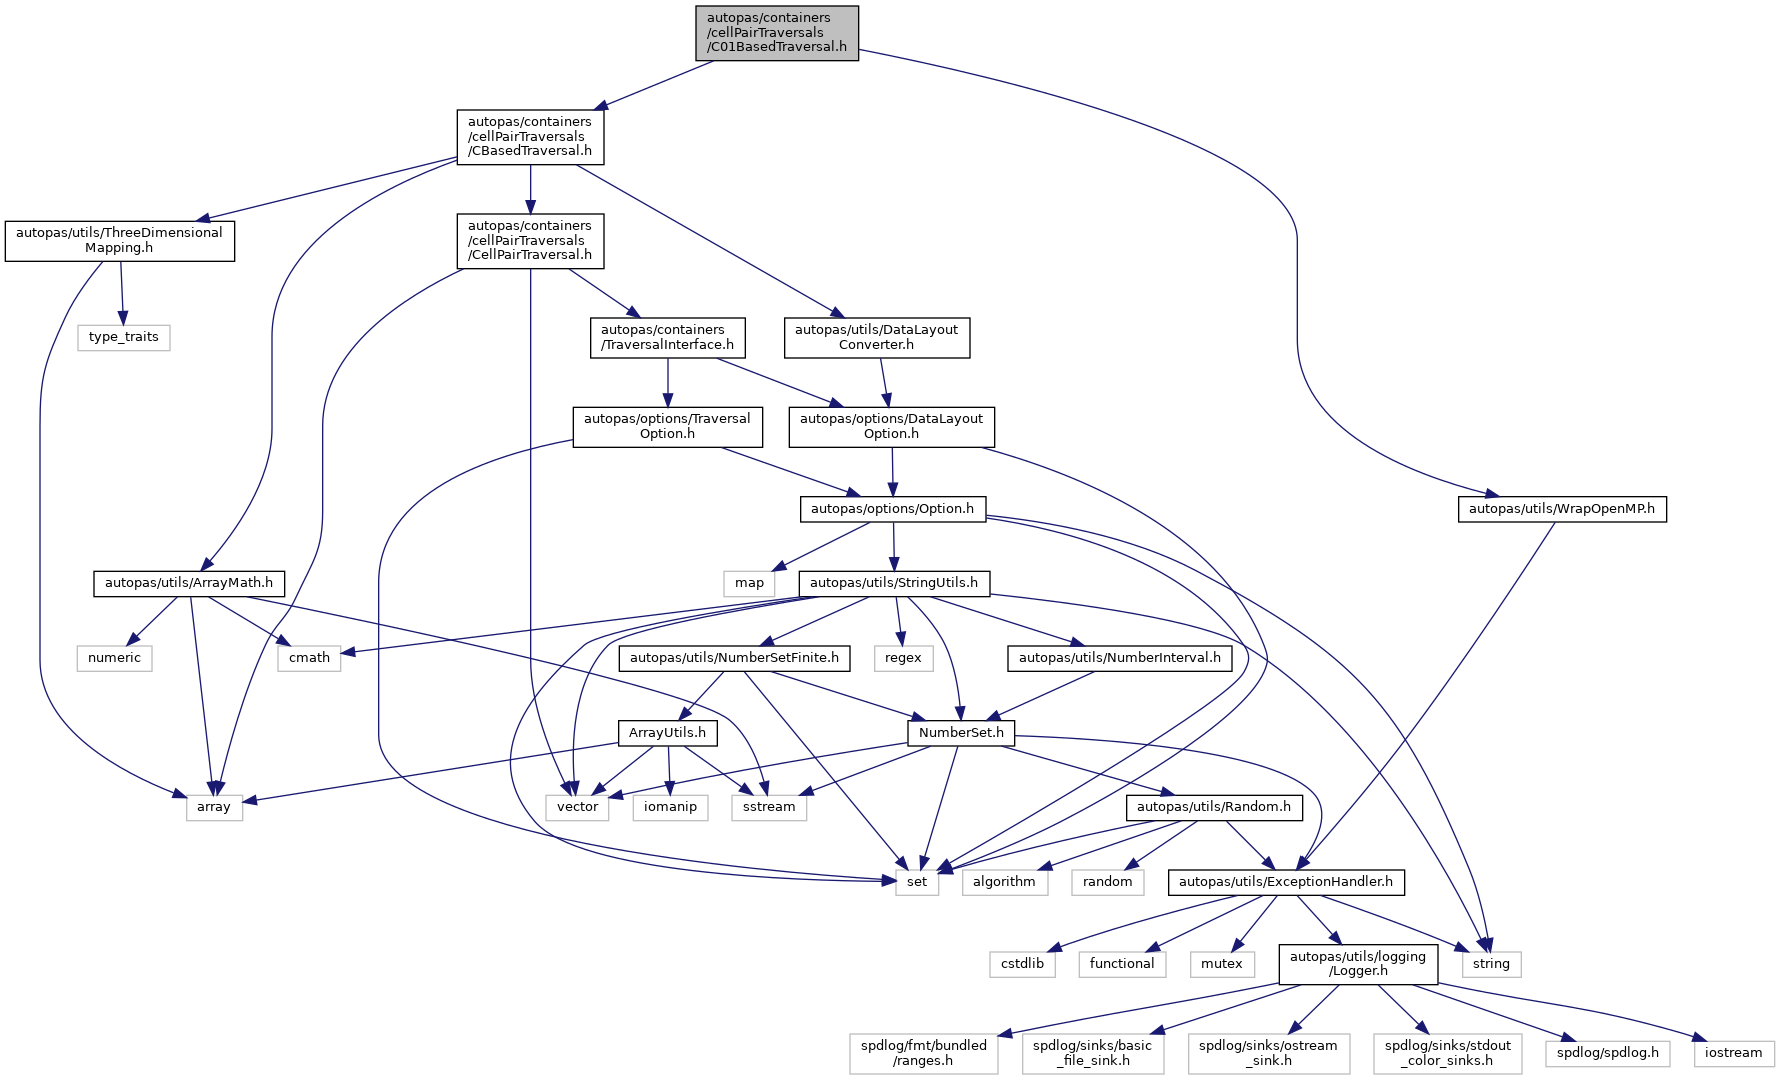 autopas/containers
/cellPairTraversals
/C01BasedTraversal.h
autopas/containers
/cellPairTraversals
/CBasedTraversal.h
autopas/utils/ThreeDimensional
Mapping.h
autopas/containers
/cellPairTraversals
/CellPairTraversal.h
type_traits
autopas/containers
/TraversalInterface.h
autopas/utils/DataLayout
Converter.h
autopas/options/Traversal
Option.h
autopas/options/DataLayout
Option.h
autopas/options/Option.h
autopas/utils/WrapOpenMP.h
autopas/utils/ArrayMath.h
map
autopas/utils/StringUtils.h
numeric
cmath
autopas/utils/NumberSetFinite.h
regex
autopas/utils/NumberInterval.h
ArrayUtils.h
NumberSet.h
array
vector
iomanip
sstream
autopas/utils/Random.h
set
algorithm
random
autopas/utils/ExceptionHandler.h
cstdlib
functional
mutex
autopas/utils/logging
/Logger.h
string
spdlog/fmt/bundled
/ranges.h
spdlog/sinks/basic
_file_sink.h
spdlog/sinks/ostream
_sink.h
spdlog/sinks/stdout
_color_sinks.h
spdlog/spdlog.h
iostream